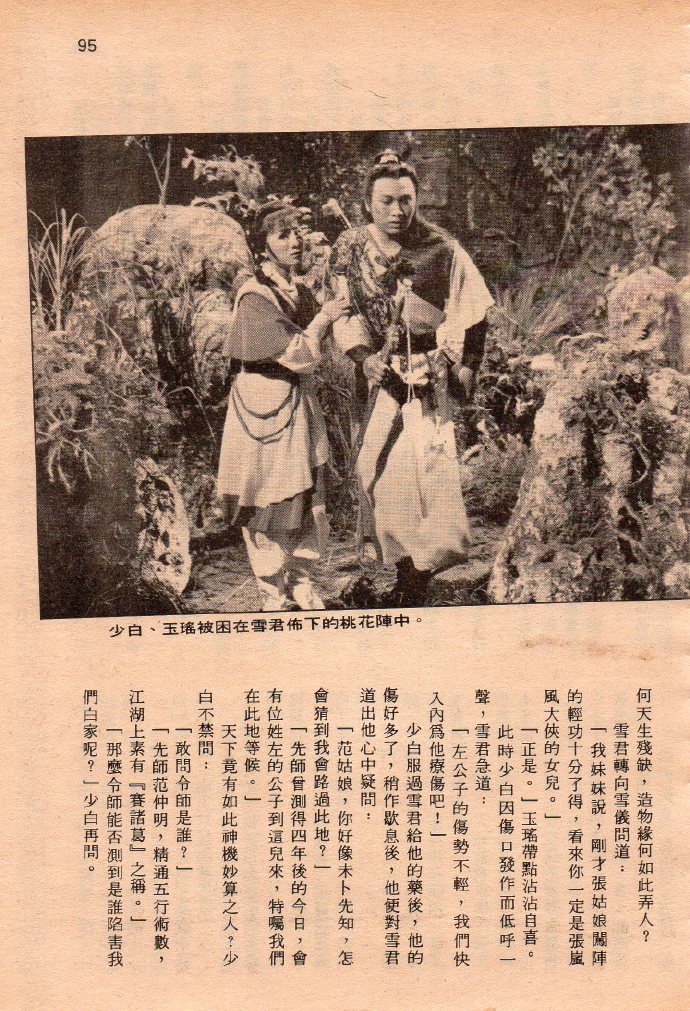 95
少白、玉瑤被困在雪君佈下的桃花陣中。
何天生殘缺，造物緣何如此弄人？
雪君轉向雪儀問道：
「我妹妹說，剛才張姑娘闖陣
的輕功十分了得，看來你一定是張嵐
風大俠的女兒。」
「正是。」玉瑤帶點沾沾自喜。
此時少白因傷口發作而低呼一
聲，雪君急道：
「左公子的傷勢不輕，我們快
入內爲他療傷吧！」
少白服過雪君給他的藥後，他的
傷好多了，稍作歇息後，他便對雪君
道出他心中疑問：
「范姑娘，你好像未卜先知，怎
會猜到我會路過此地？」
「先師曾測得四年後的今日，會
有位姓左的公子到這兒來，特囑我們
在此地等候。」
天下竟有如此神機妙算之人？少
白不禁問：
「敢問令師是誰？」
「先師范仲明，精通五行術數，
江湖上素有『賽諸葛』之稱。」
「那麼令師能否測到是誰陷害我
們白家呢？」少白再問。